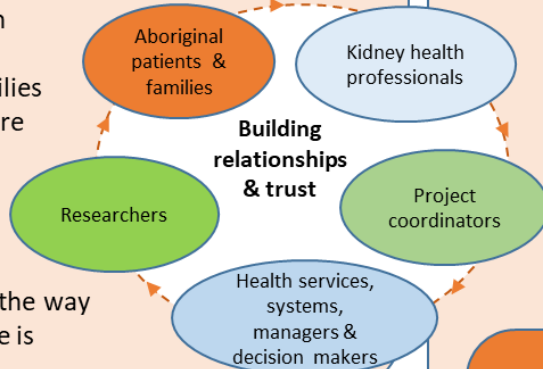 ilies
re
the way
e is
Aboriginal
patients &
families
Kidney health
professionals
Building
relationships
& trust
Researchers
Project
coordinators
Health services,
systems,
managers &
decision makers